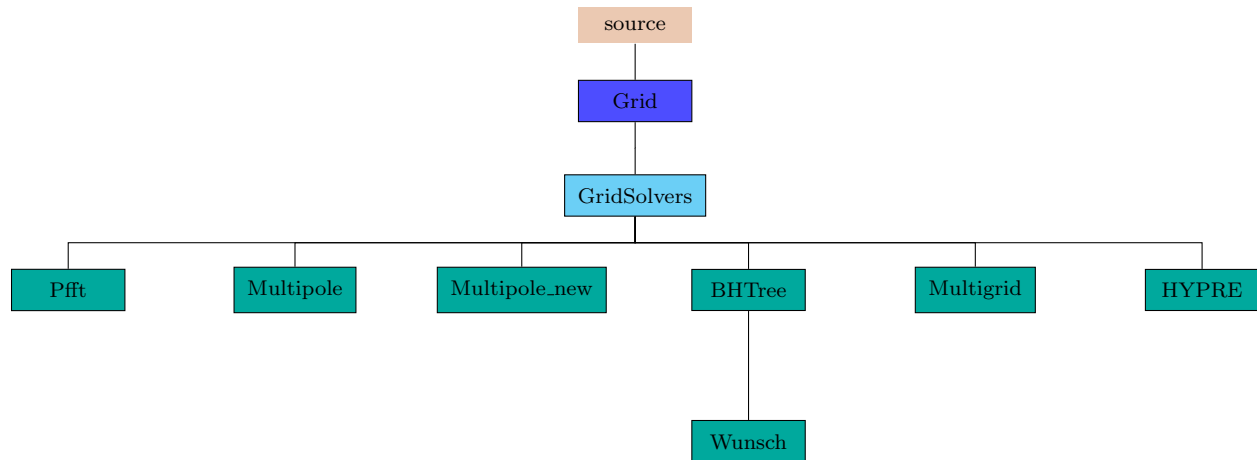 source
Grid
GridSolvers
Pfft
Multipole
Multipole_new
BHTree
Multigrid
HYPRE
Wunsch